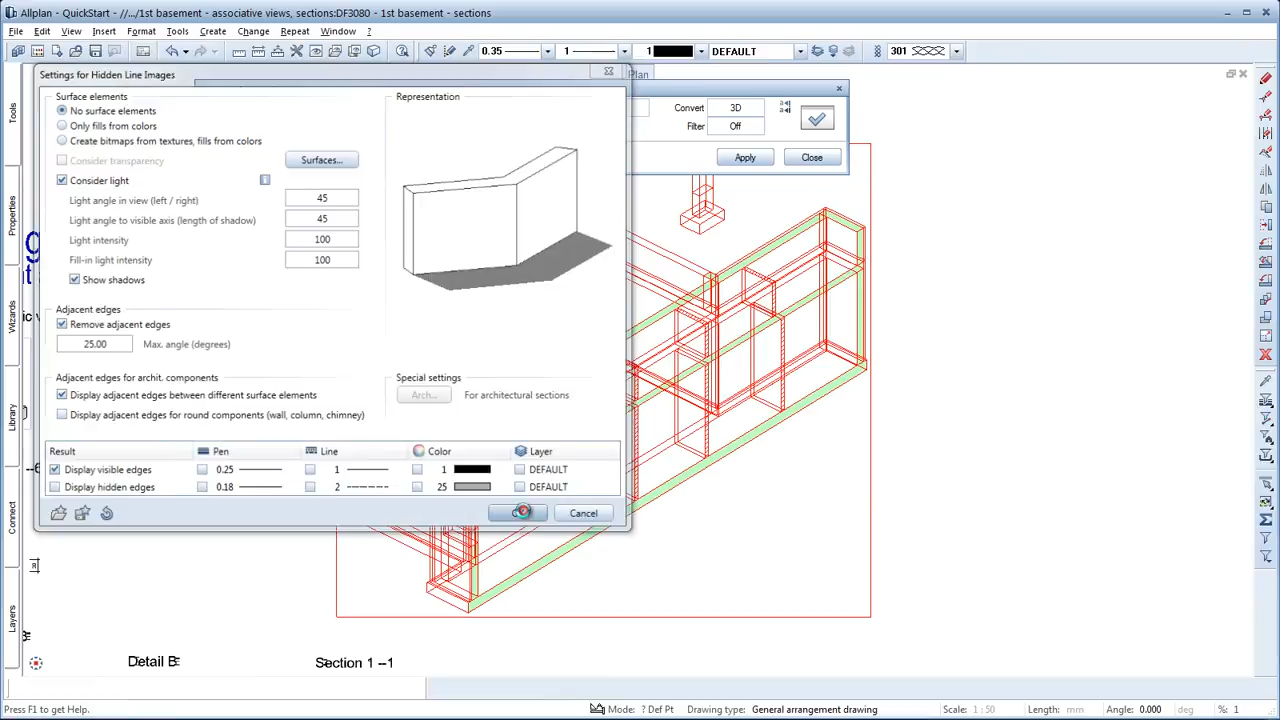 Allplan - QuickStart - //.../1st basement - associative views, sections:DF3080 - 1st basement - sections
File Edit View Insert Format Tools Create Change Repeat Window ?
0.35 1 1 DEFAULT 301
Settings for Hidden Line Images
Plan
Surface elements
Representation
No surface elements
Convert 3D
Only fills from colors
Filter Off
Create bitmaps from textures, fills from colors
Consider transparency Surfaces...
Apply Close
Consider light
Light angle in view (left / right) 45
Light angle to visible axis (length of shadow) 45
Light intensity 100
Fill-in light intensity 100
Show shadows
Adjacent edges
Remove adjacent edges
25.00 Max. angle (degrees)
Adjacent edges for archit. components
Special settings
Display adjacent edges between different surface elements
Arch... For architectural sections
Display adjacent edges for round components (wall, column, chimney)
Result Pen Line Color Layer
Display visible edges 0.25 1 1 DEFAULT
Display hidden edges 0.18 2 25 DEFAULT
Cancel
Tools
Properties
Wizards
Library
Connect
Layers
Detail B
Section 1 --1
Press F1 to get Help.
Mode: ? Def Pt Drawing type: General arrangement drawing Scale: 1 : 50 Length: mm Angle: 0.000 deg %: 1